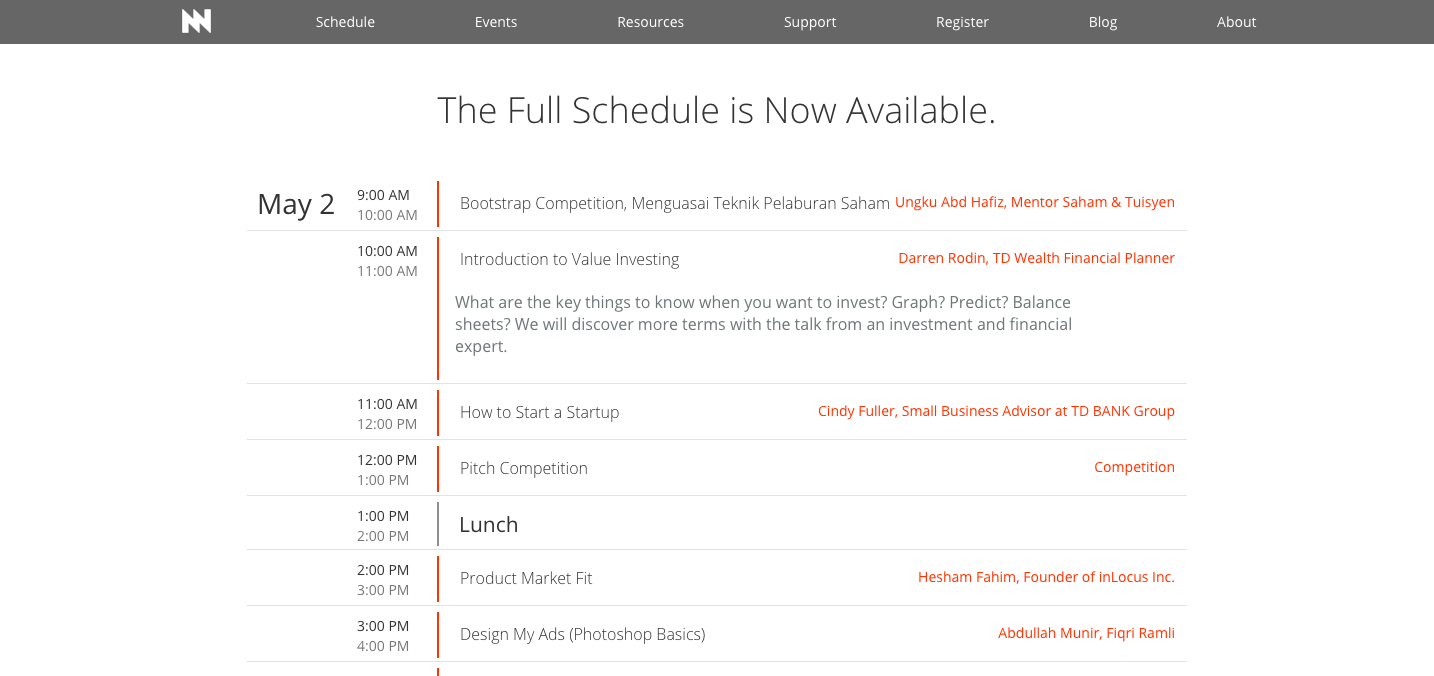 Schedule Events Resources Support Register Blog About
The Full Schedule is Now Available.
May 2
9:00 AM
10:00 AM
Bootstrap Competition, Menguasai Teknik Pelaburan Saham
Ungku Abd Hafiz, Mentor Saham & Tuisyen
10:00 AM
11:00 AM
Introduction to Value Investing
Darren Rodin, TD Wealth Financial Planner
What are the key things to know when you want to invest? Graph? Predict? Balance
sheets? We will discover more terms with the talk from an investment and financial
expert.
11:00 AM
12:00 PM
How to Start a Startup
Cindy Fuller, Small Business Advisor at TD BANK Group
12:00 PM
1:00 PM
Pitch Competition
Competition
1:00 PM
2:00 PM
Lunch
2:00 PM
3:00 PM
Product Market Fit
Hesham Fahim, Founder of inLocus Inc.
3:00 PM
4:00 PM
Design My Ads (Photoshop Basics)
Abdullah Munir, Fiqri Ramli